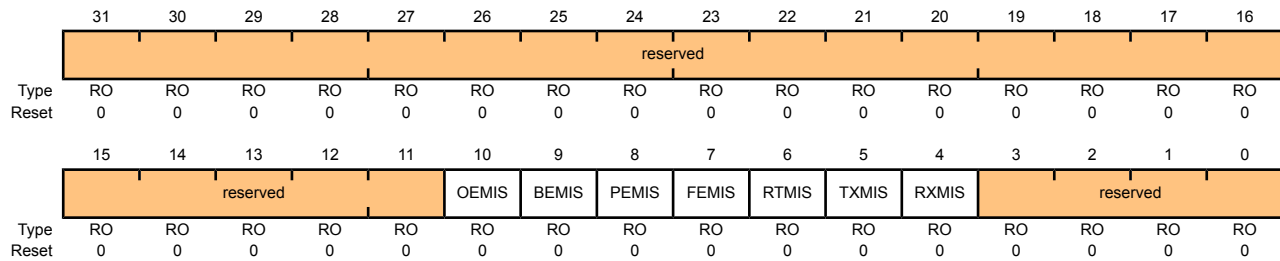 31 30 29 28 27 26 25 24 23 22 21 20 19 18 17 16
reserved
Type RO RO RO RO RO RO RO RO RO RO RO RO RO RO RO RO
Reset 0 0 0 0 0 0 0 0 0 0 0 0 0 0 0 0
15 14 13 12 11 10 9 8 7 6 5 4 3 2 1 0
reserved OEMIS BEMIS PEMIS FEMIS RTMIS TXMIS RXMIS reserved
Type RO RO RO RO RO RO RO RO RO RO RO RO RO RO RO RO
Reset 0 0 0 0 0 0 0 0 0 0 0 0 0 0 0 0